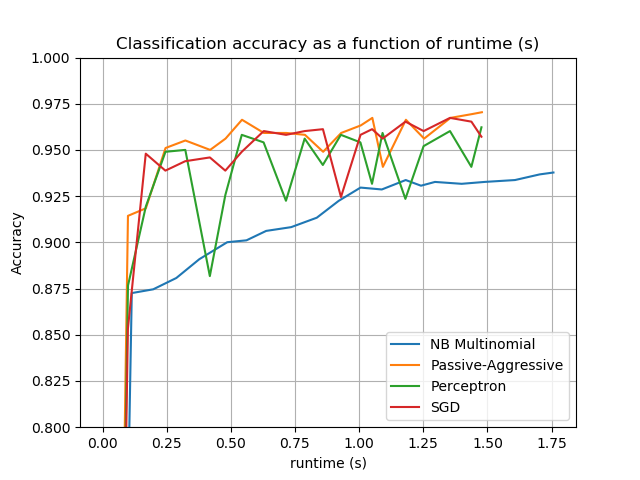 Classification accuracy as a function of runtime (s)
1.000
0.975
0.950
0.925
0.900
0.875
0.850
0.825
0.800
Accuracy
NB Multinomial
Passive-Aggressive
Perceptron
SGD
0.00 0.25 0.50 0.75 1.00 1.25 1.50 1.75
runtime (s)